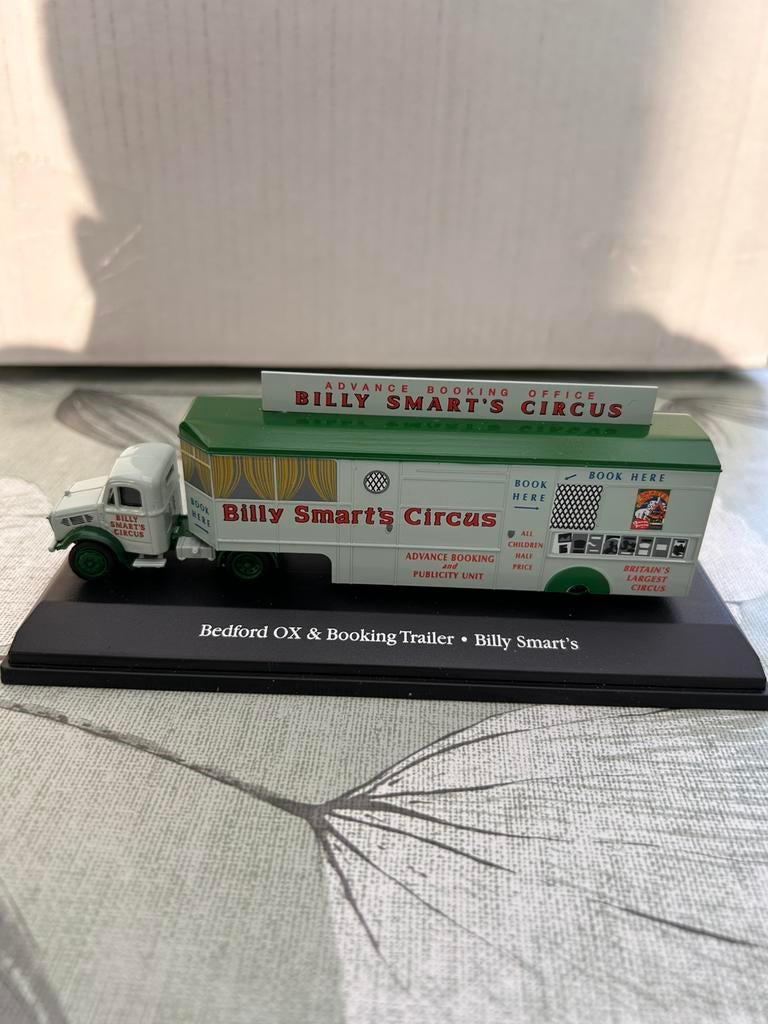 ADVANCE BOOKING OFFICE
BILLY SMART'S CIRCUS
BOOK HERE
BOOK
HERE
BOOK
HERE
Billy Smart's Circus
BILLY
SMART'S
CIRCUS
ADVANCE BOOKING
and
PUBLICITY UNIT
ALL
CHILDREN
HALF
PRICE
BRITAIN'S
LARGEST
CIRCUS
Bedford OX & Booking Trailer • Billy Smart's